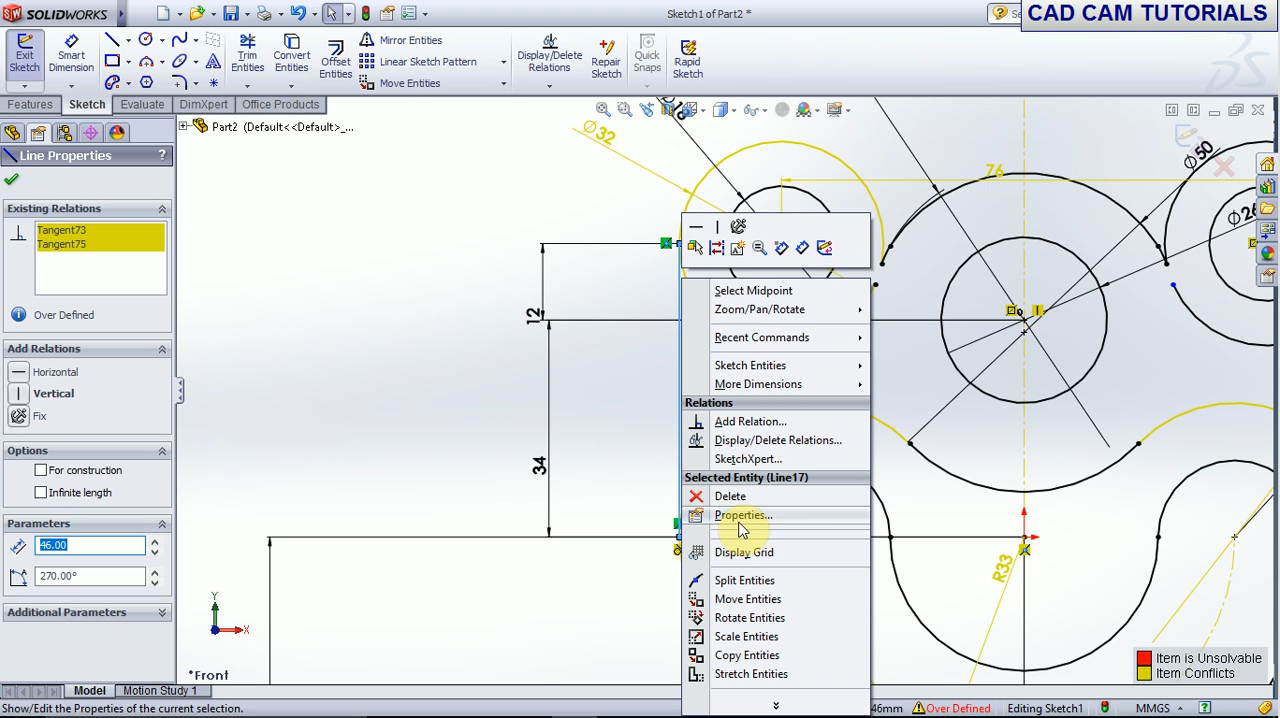 SOLIDWORKS
Sketch1 of Part2 *
CAD CAM TUTORIALS
Exit Sketch
Smart Dimension
Trim Entities
Convert Entities
Offset Entities
Mirror Entities
Linear Sketch Pattern
Move Entities
Display/Delete Relations
Repair Sketch
Quick Snaps
Rapid Sketch
Features
Sketch
Evaluate
DimXpert
Office Products
Part2 (Default<<Default>_...
Line Properties
?
Existing Relations
Tangent73
Tangent75
Over Defined
Add Relations
Horizontal
Vertical
Fix
Options
For construction
Infinite length
Parameters
46.00
270.00°
Additional Parameters
Ø32
76
Ø50
Ø26
12
34
R33
Select Midpoint
Zoom/Pan/Rotate
Recent Commands
Sketch Entities
More Dimensions
Relations
Add Relation...
Display/Delete Relations...
SketchXpert...
Selected Entity (Line17)
Delete
Properties...
Display Grid
Split Entities
Move Entities
Rotate Entities
Scale Entities
Copy Entities
Stretch Entities
Y
X
*Front
Item is Unsolvable
Item Conflicts
Model
Motion Study 1
Show/Edit the Properties of the current selection.
46mm
Over Defined
Editing Sketch1
MMGS